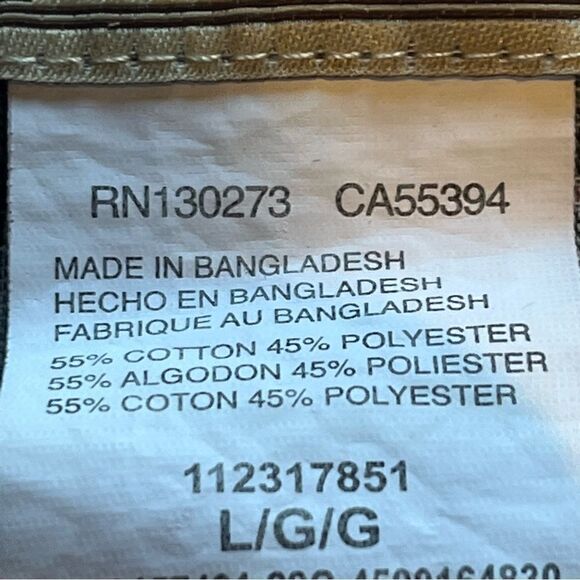 RN130273 CA55394
MADE IN BANGLADESH
HECHO EN BANGLADESH
FABRIQUE AU BANGLADESH
55% COTTON 45% POLYESTER
55% ALGODON 45% POLIESTER
55% COTON 45% POLYESTER
112317851
L/G/G